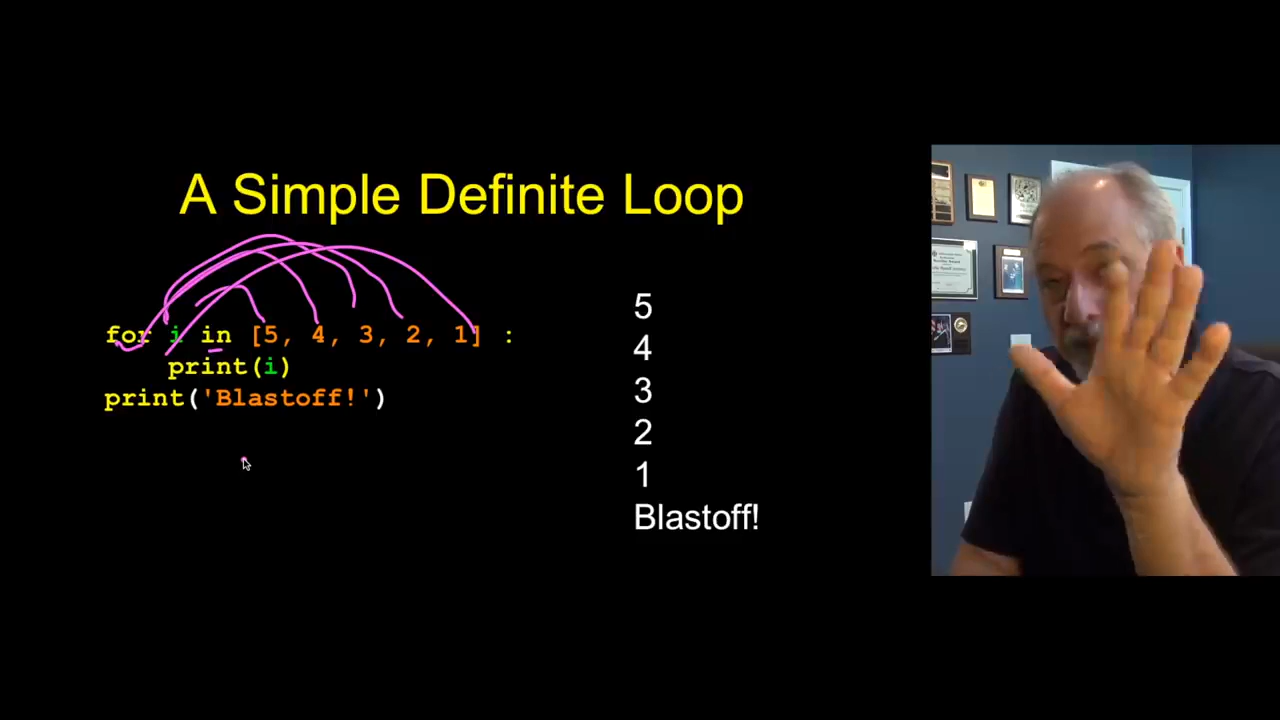 A Simple Definite Loop
for i in [5, 4, 3, 2, 1] :
    print(i)
print('Blastoff!')
5
4
3
2
1
Blastoff!